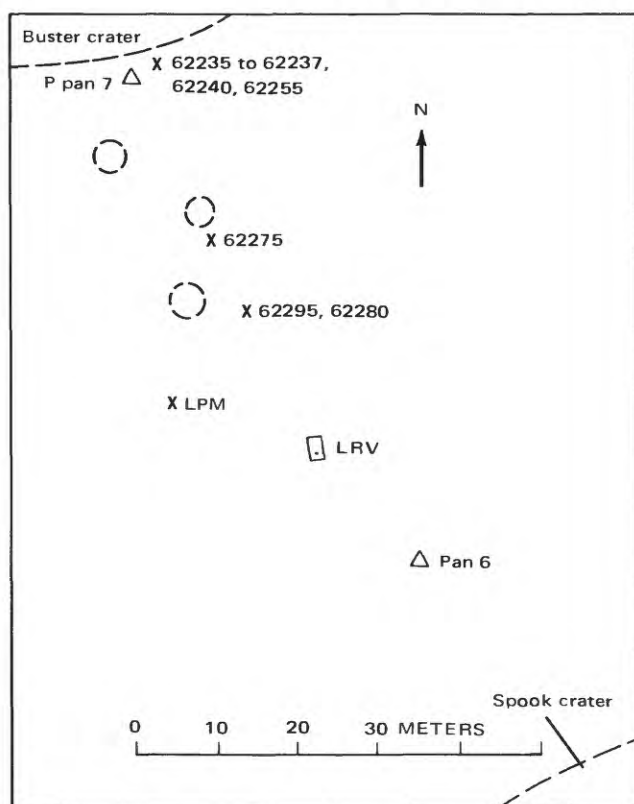 Buster crater
X 62235 to 62237,
62240, 62255
P pan 7
N
X 62275
X 62295, 62280
X LPM
LRV
Pan 6
Spook crater
0 10 20 30 METERS